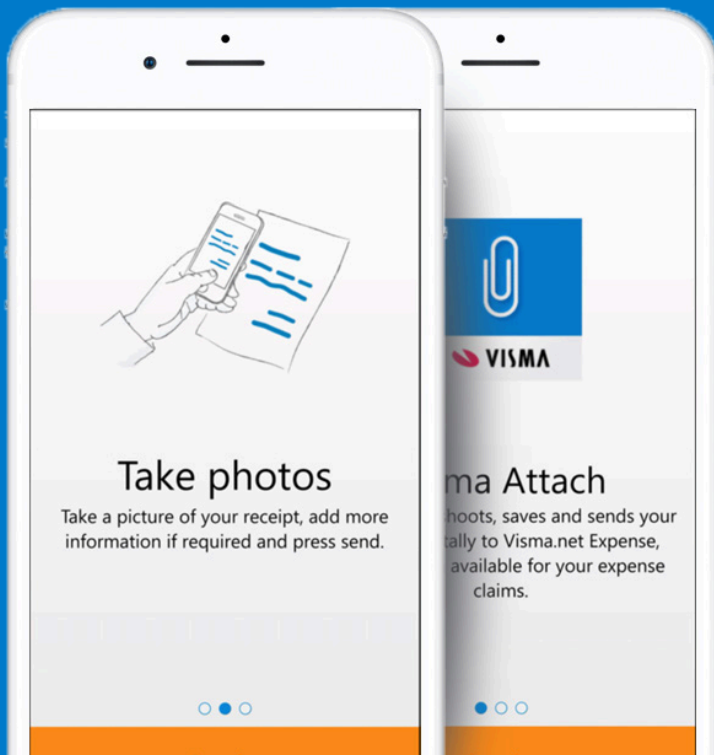 Take photos
Take a picture of your receipt, add more
information if required and press send.
VISMA
ma Attach
hoots, saves and sends your
tally to Visma.net Expense,
available for your expense
claims.